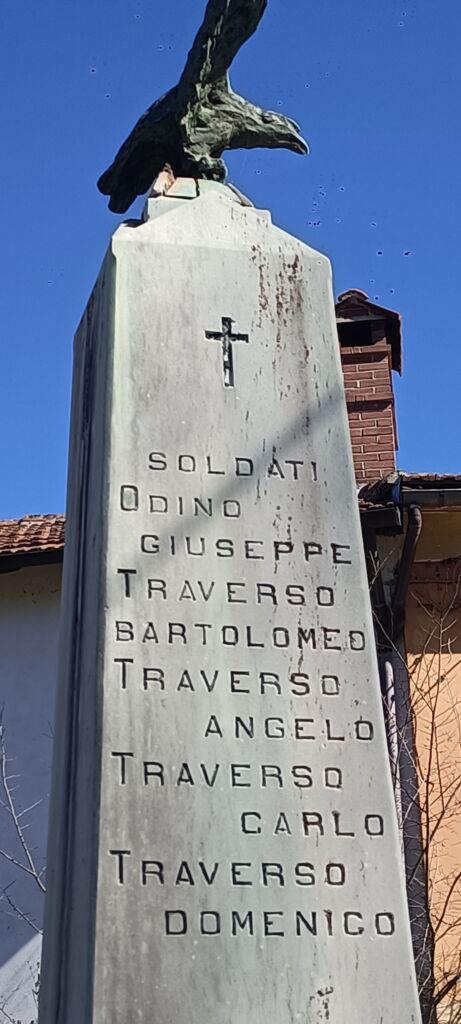 SOLDATI
ODINO
GIUSEPPE
TRAVERSO
BARTOLOMEO
TRAVERSO
ANGELO
TRAVERSO
CARLO
TRAVERSO
DOMENICO